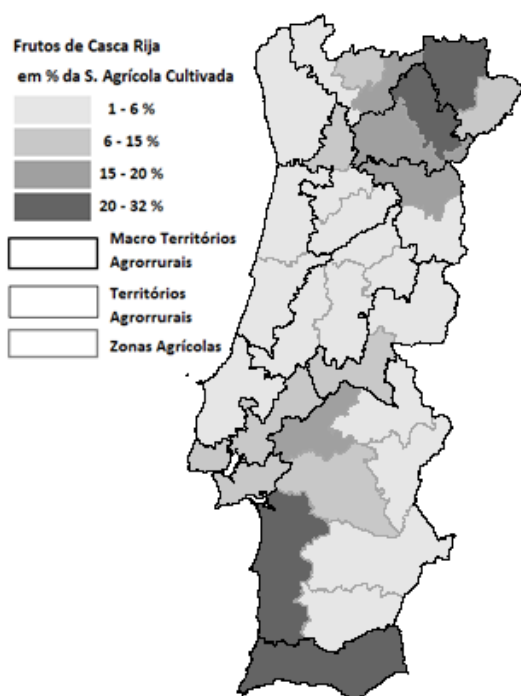 Frutos de Casca Rija
em % da S. Agrícola Cultivada
1 - 6 %
6 - 15 %
15 - 20 %
20 - 32 %
Macro Territórios
Agrorrurais
Territórios
Agrorrurais
Zonas Agrícolas